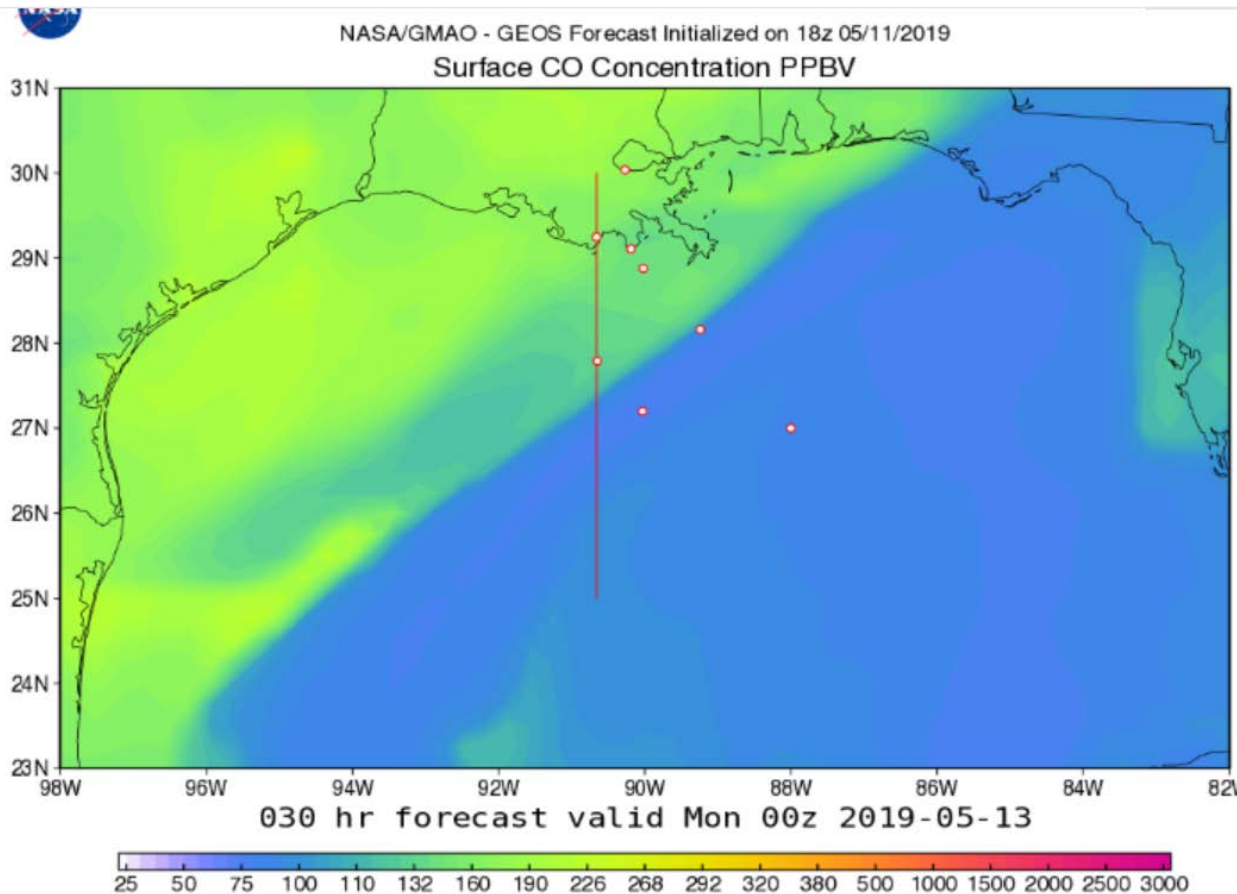 NASA
NASA/GMAO - GEOS Forecast Initialized on 18z 05/11/2019
Surface CO Concentration PPBV
31N
30N
29N
28N
27N
26N
25N
24N
23N
98W 96W 94W 92W 90W 88W 86W 84W 82W
030 hr forecast valid Mon 00z 2019-05-13
25 50 75 100 110 132 160 190 226 268 292 320 380 500 1000 1500 2000 2500 3000